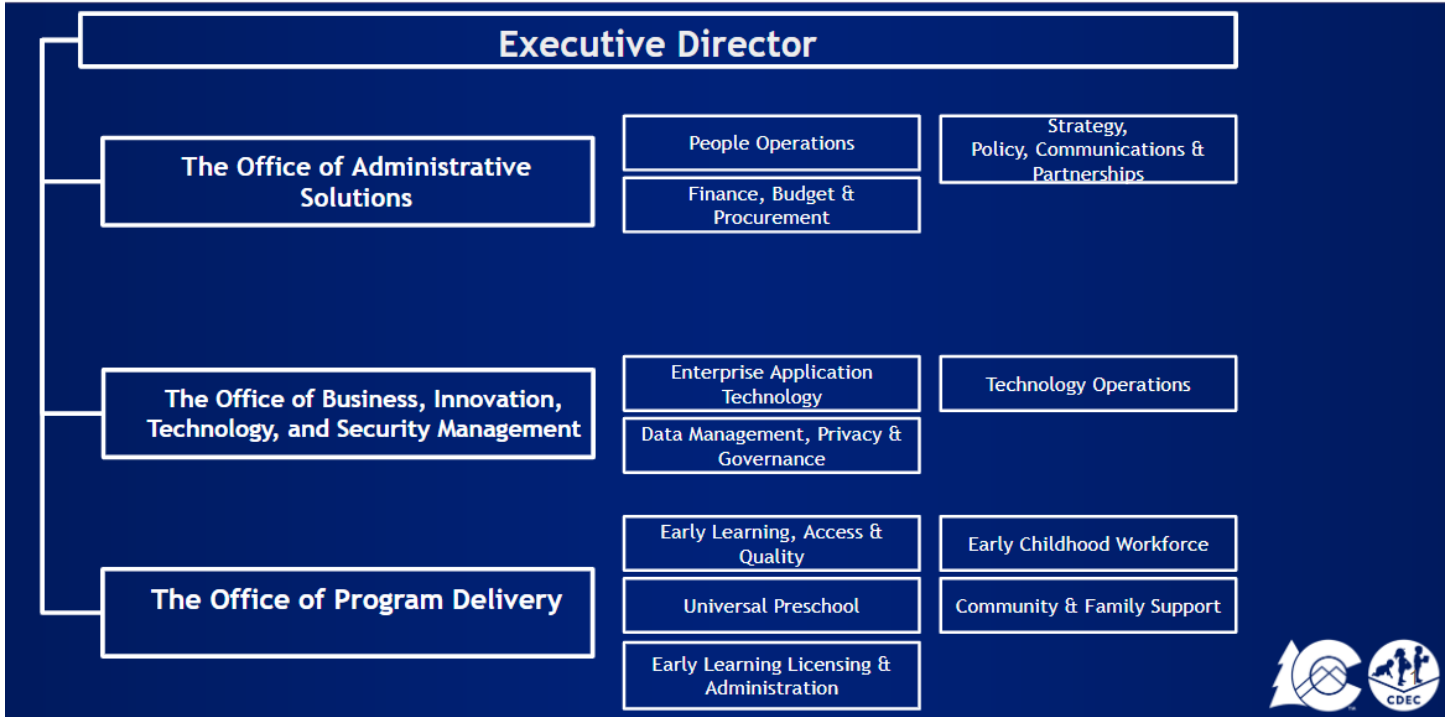 Executive Director
The Office of Administrative
Solutions
People Operations
Finance, Budget &
Procurement
Strategy,
Policy, Communications &
Partnerships
The Office of Business, Innovation,
Technology, and Security Management
Enterprise Application
Technology
Data Management, Privacy &
Governance
Technology Operations
The Office of Program Delivery
Early Learning, Access &
Quality
Universal Preschool
Early Learning Licensing &
Administration
Early Childhood Workforce
Community & Family Support
C
TM
1
CDEC